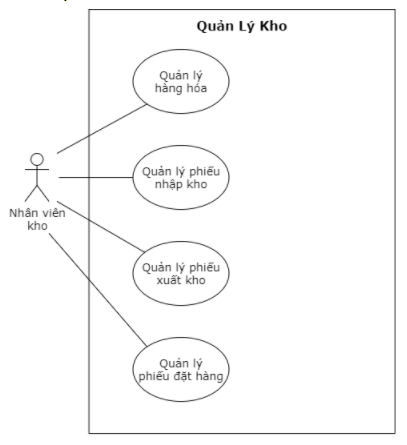 Quản Lý Kho
Quản lý
hàng hóa
Quản lý phiếu
nhập kho
Nhân viên
kho
Quản lý phiếu
xuất kho
Quản lý
phiếu đặt hàng